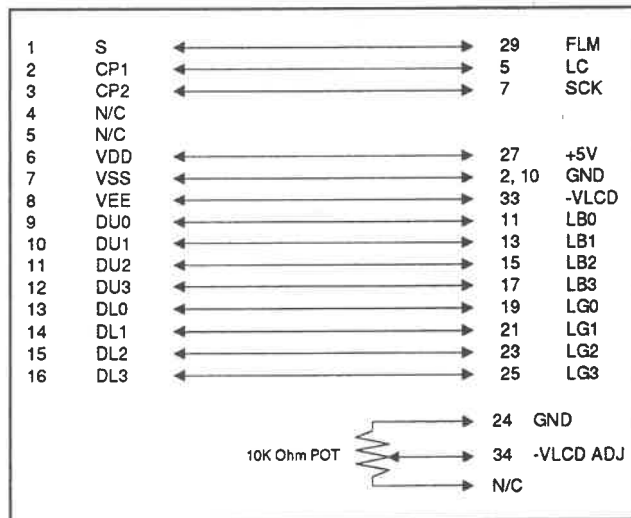 1 S 29 FLM
2 CP1 5 LC
3 CP2 7 SCK
4 N/C
5 N/C
6 VDD 27 +5V
7 VSS 2, 10 GND
8 VEE 33 -VLCD
9 DU0 11 LB0
10 DU1 13 LB1
11 DU2 15 LB2
12 DU3 17 LB3
13 DL0 19 LG0
14 DL1 21 LG1
15 DL2 23 LG2
16 DL3 25 LG3
24 GND
10K Ohm POT 34 -VLCD ADJ
N/C